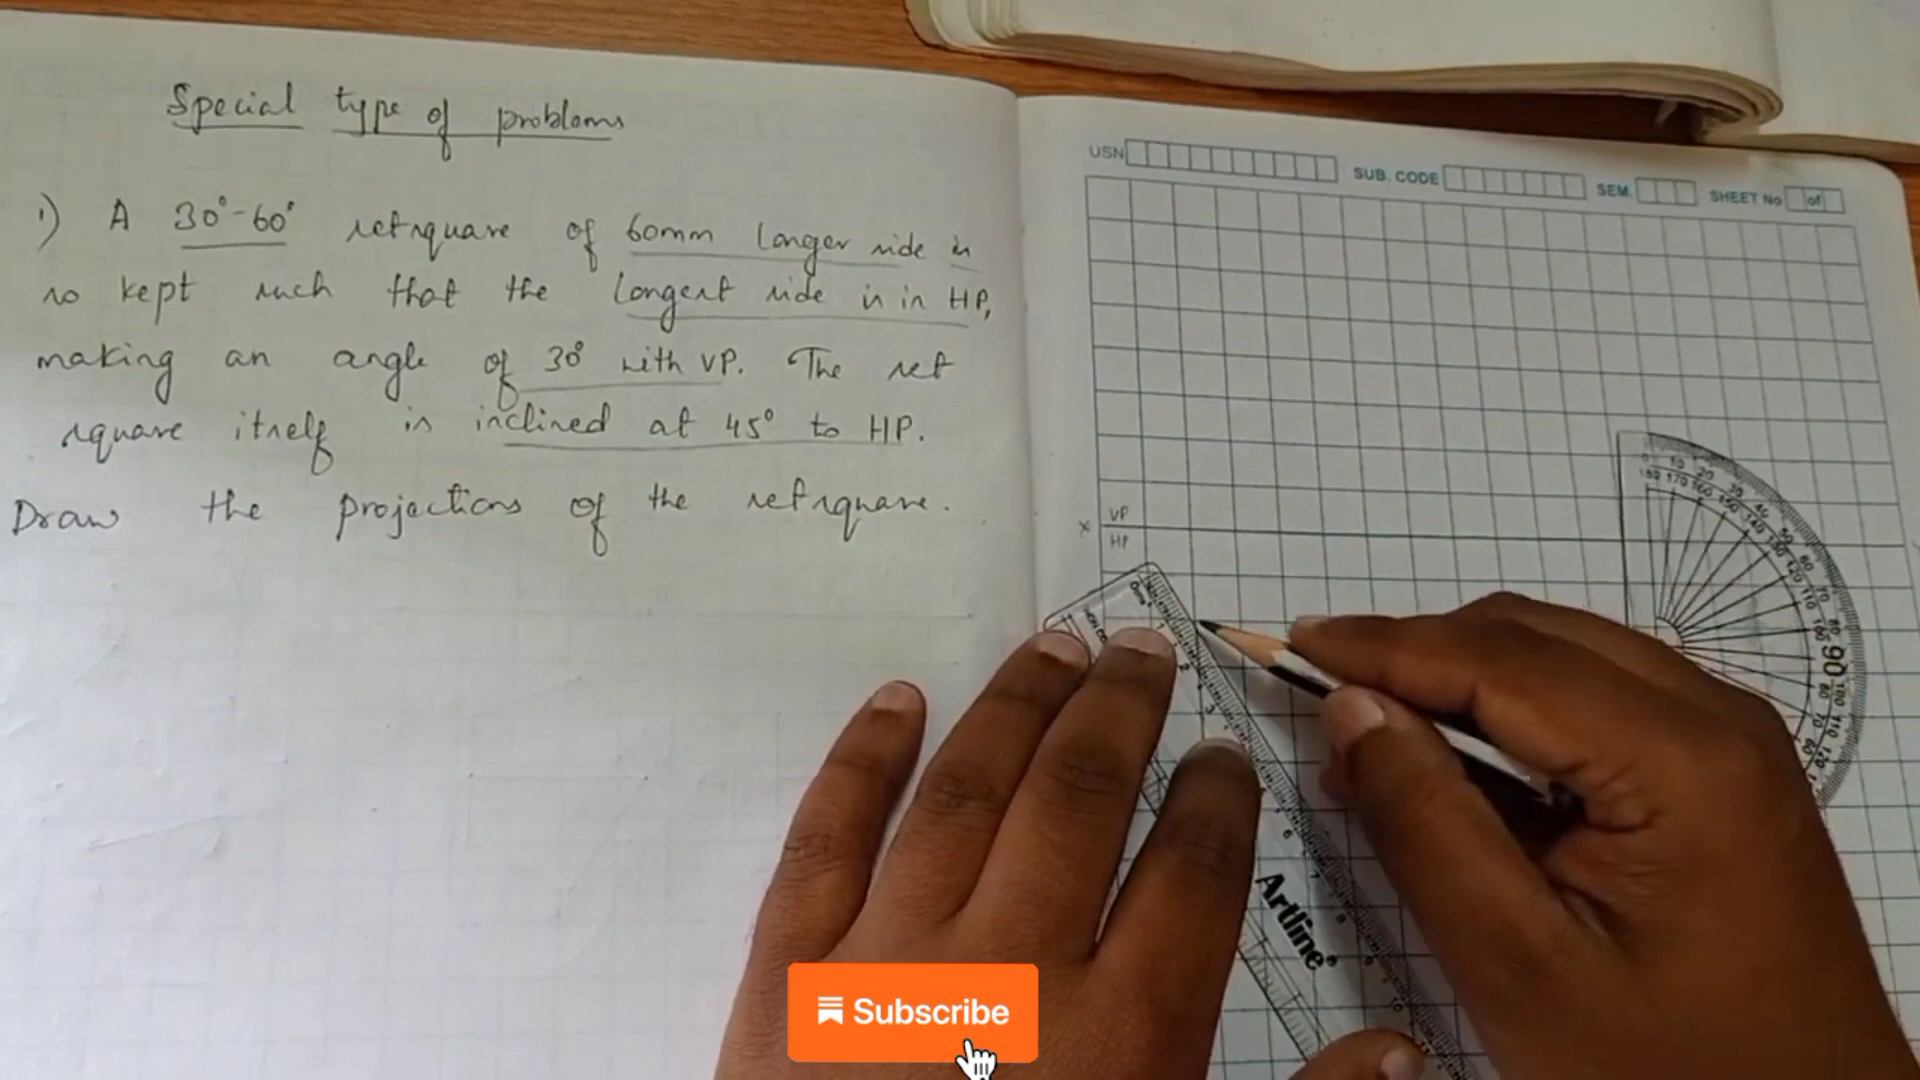 Special type of problems
1) A 30°-60° setsquare of 60mm longer side is
so kept such that the longest side is in HP,
making an angle of 30° with VP. The set
square itself is inclined at 45° to HP.
Draw the projections of the setsquare.
USN SUB. CODE SEM. SHEET No of
X VP
HP
Artline
Subscribe